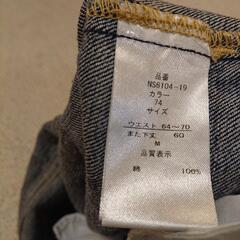 品番
NS6104-19
カラー
74
サイズ
ウエスト 64～70
また下丈 60
M
品質表示
綿 100%